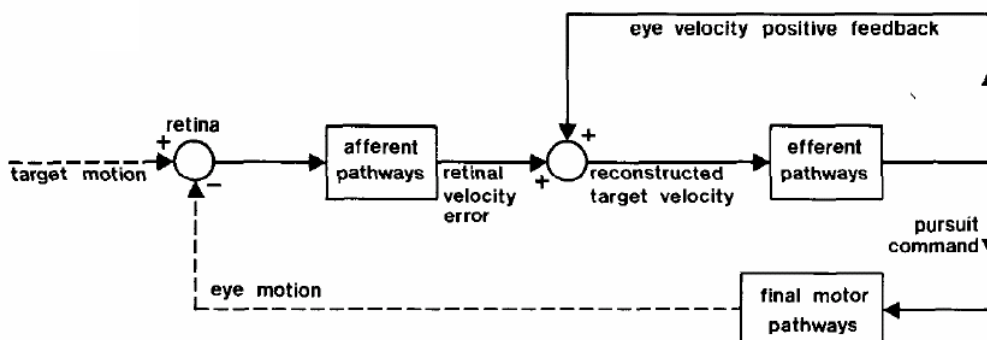 eye velocity positive feedback
+
retina
+
target motion
−
afferent
pathways
retinal
velocity
error
+
reconstructed
target velocity
efferent
pathways
pursuit
command
eye motion
final motor
pathways